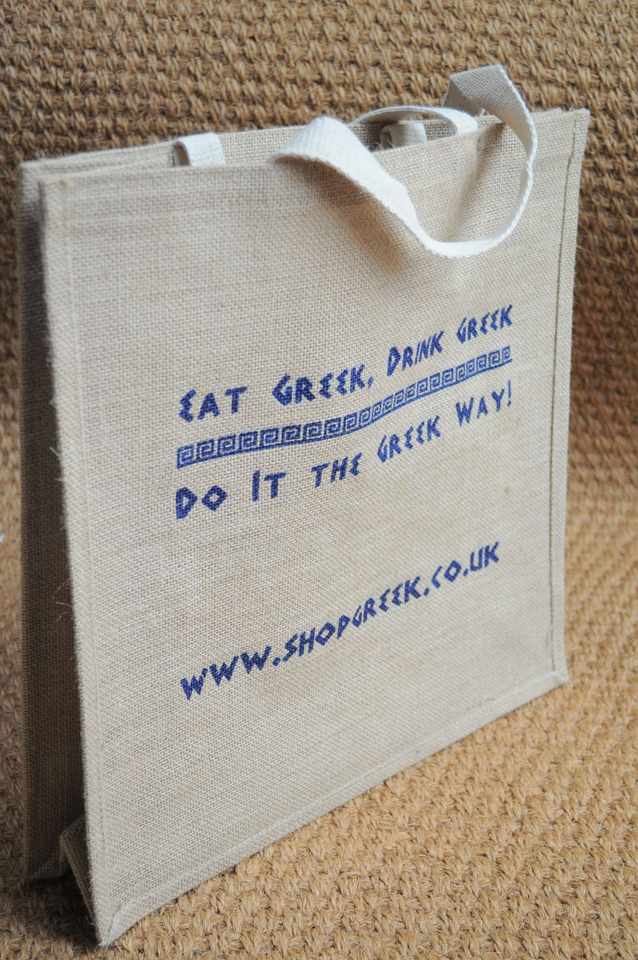 Eat Greek, Drink Greek
Do It the Greek Way!
www.shopgreek.co.uk